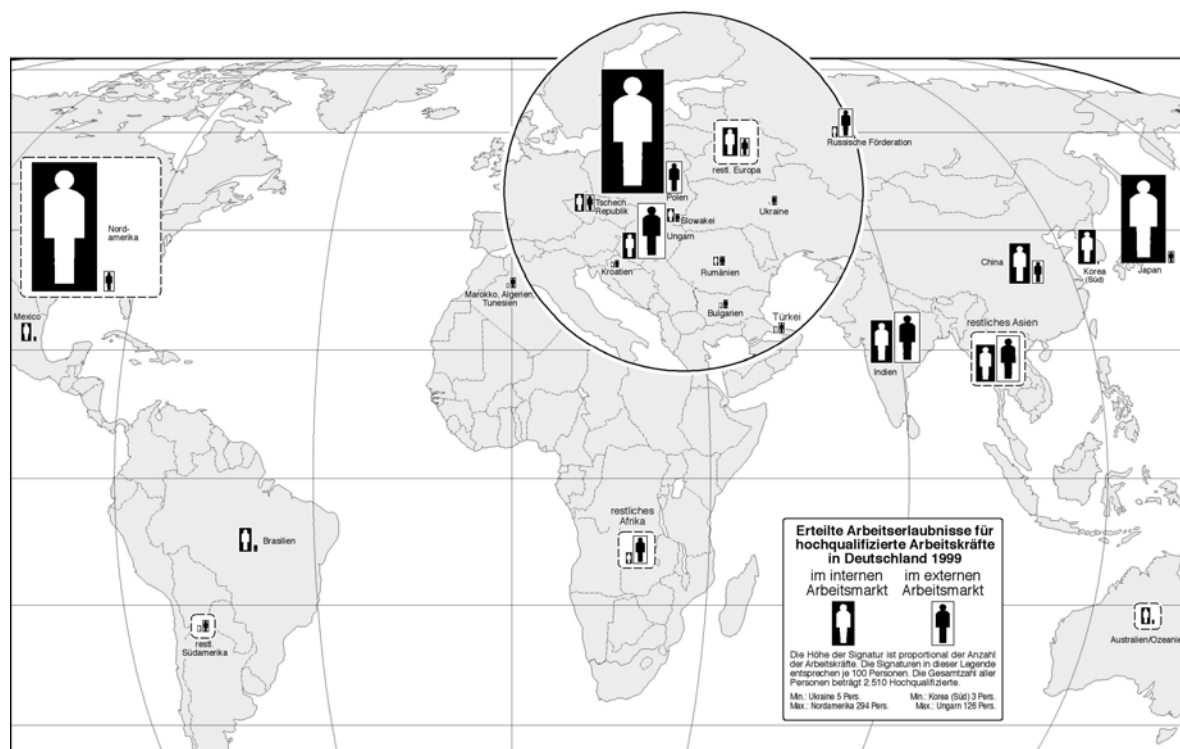 Russische Förderation
restl. Europa
Polen
Tschech.
Republik
Slowakei
Ukraine
Ungarn
Kroatien
Rumänien
Bulgarien
Türkei
Nord-
amerika
Mexico
Marokko, Algerien,
Tunesien
China
Korea
(Süd)
Japan
Indien
restliches Asien
Brasilien
restliches
Afrika
restl.
Südamerika
Australien/Ozeanien
Erteilte Arbeitserlaubnisse für
hochqualifizierte Arbeitskräfte
in Deutschland 1999
im internen
Arbeitsmarkt
im externen
Arbeitsmarkt
Die Höhe der Signatur ist proportional der Anzahl
der Arbeitskräfte. Die Signaturen in dieser Legende
entsprechen je 100 Personen. Die Gesamtzahl aller
Personen beträgt 2.510 Hochqualifizierte.
Min.: Ukraine 5 Pers.
Max.: Nordamerika 294 Pers.
Min.: Korea (Süd) 3 Pers.
Max.: Ungarn 126 Pers.